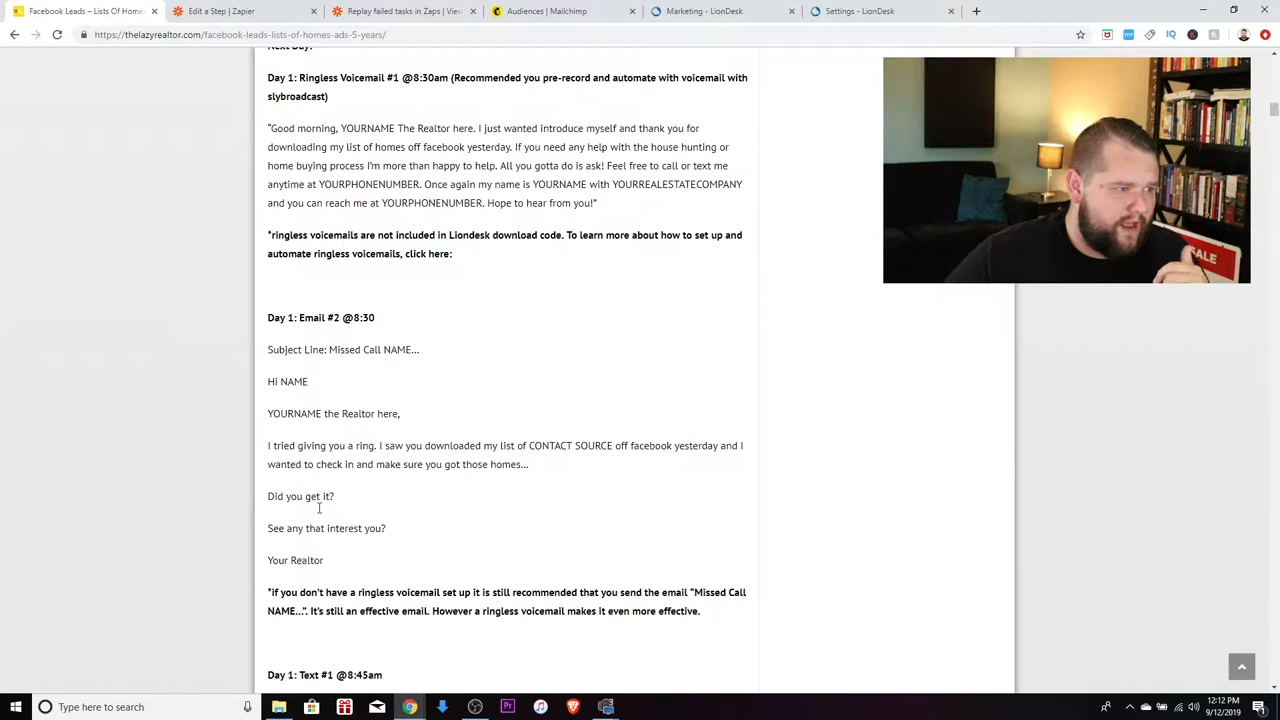 Facebook Leads – Lists Of Home
Edit a Step | Zapier
Replay failed tasks in Zaps | View
Audiences | Mailchimp
Marketing - LionDesk
Settings - LionDesk
https://thelazyrealtor.com/facebook-leads-lists-of-homes-ads-5-years/
Next Day:
Day 1: Ringless Voicemail #1 @8:30am (Recommended you pre-record and automate with voicemail with
slybroadcast)
“Good morning, YOURNAME The Realtor here. I just wanted introduce myself and thank you for
downloading my list of homes off facebook yesterday. If you need any help with the house hunting or
home buying process I’m more than happy to help. All you gotta do is ask! Feel free to call or text me
anytime at YOURPHONENUMBER. Once again my name is YOURNAME with YOURREALESTATECOMPANY
and you can reach me at YOURPHONENUMBER. Hope to hear from you!”
SALE
*ringless voicemails are not included in Liondesk download code. To learn more about how to set up and
automate ringless voicemails, click here:
Day 1: Email #2 @8:30
Subject Line: Missed Call NAME…
Hi NAME
YOURNAME the Realtor here,
I tried giving you a ring. I saw you downloaded my list of CONTACT SOURCE off facebook yesterday and I
wanted to check in and make sure you got those homes…
Did you get it?
See any that interest you?
Your Realtor
*if you don’t have a ringless voicemail set up it is still recommended that you send the email “Missed Call
NAME…”. It’s still an effective email. However a ringless voicemail makes it even more effective.
Day 1: Text #1 @8:45am
Type here to search
12:12 PM
9/12/2019